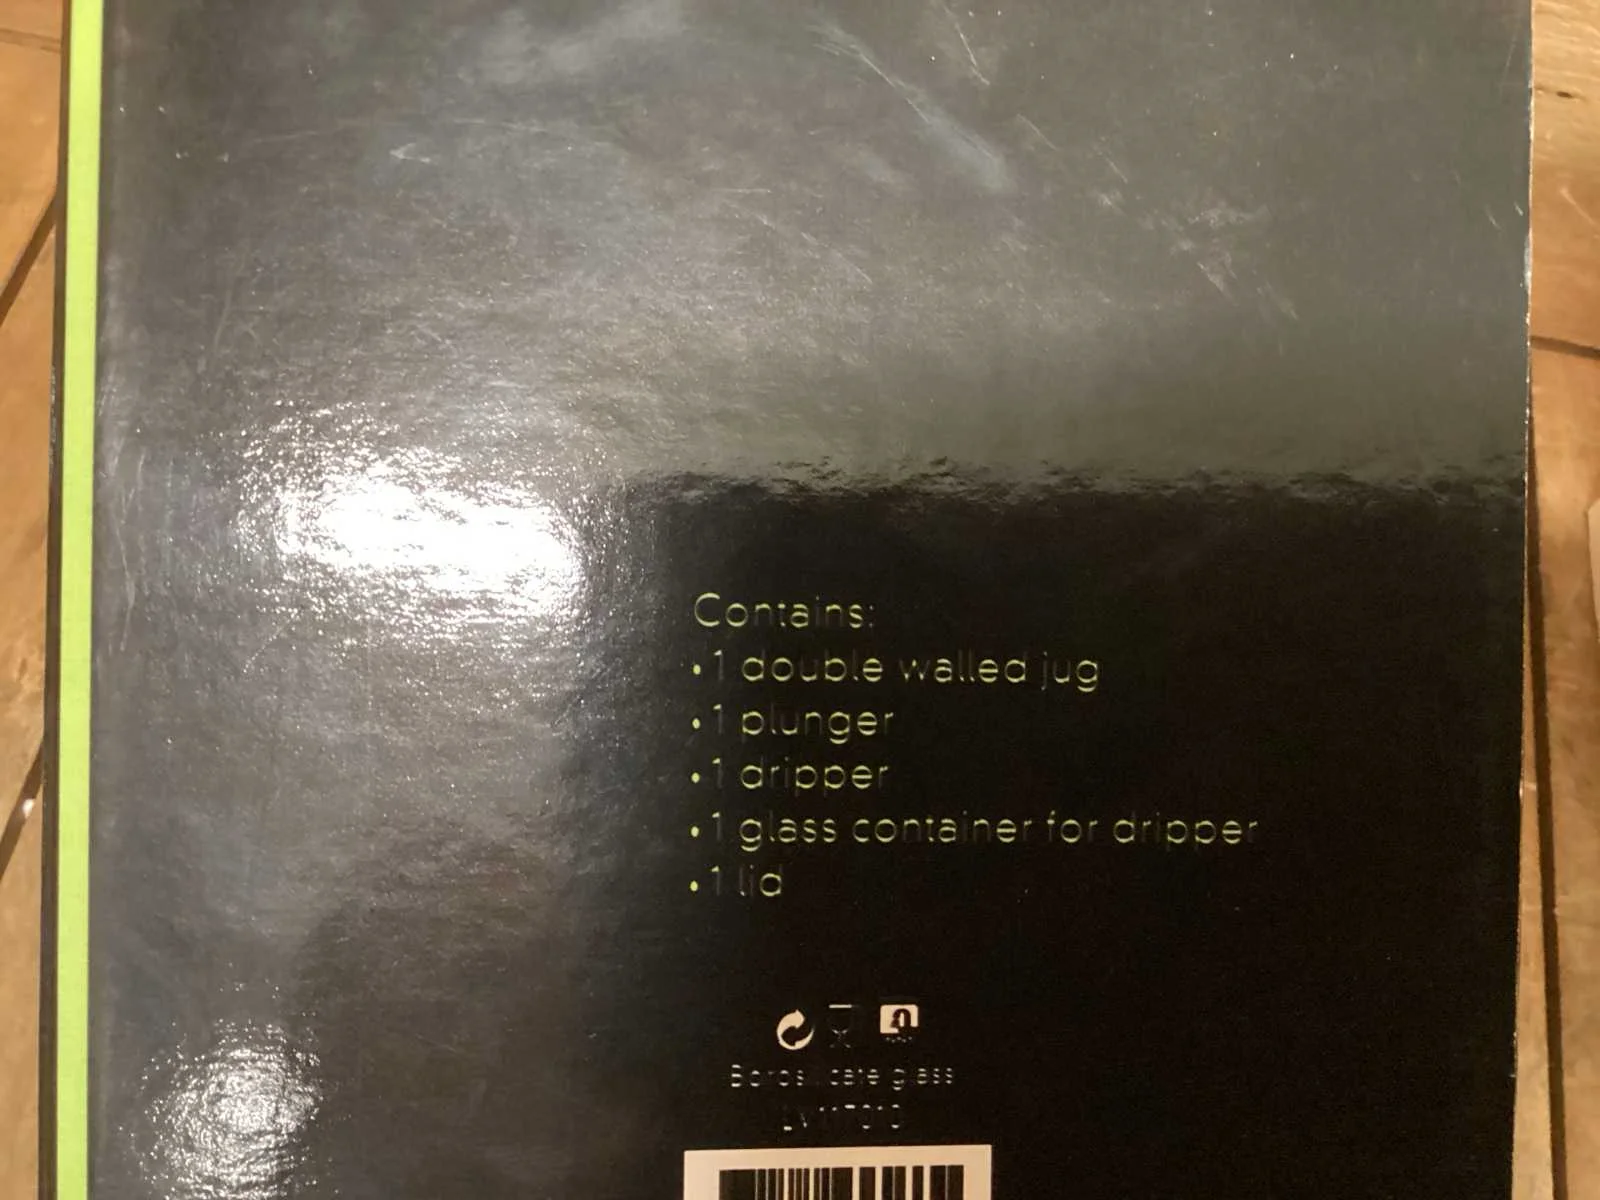 Contains:
• 1 double walled jug
• 1 plunger
• 1 dripper
• 1 glass container for dripper
• 1 lid
Borosilicate glass